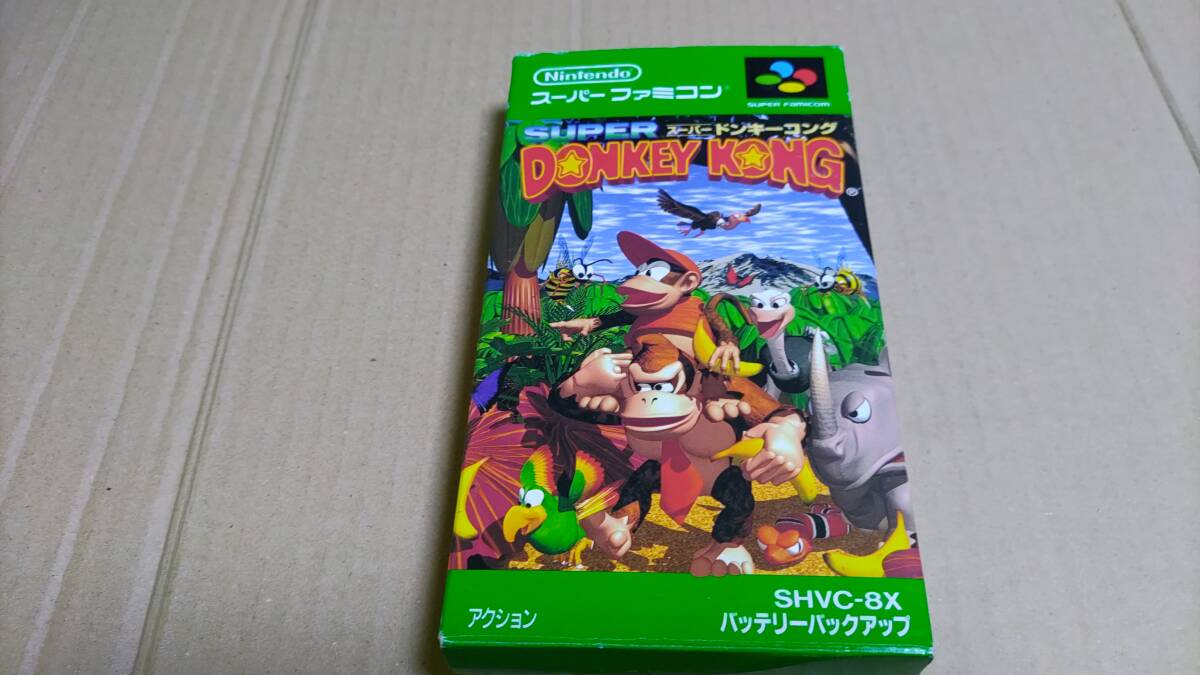 Nintendo
スーパーファミコン®
SUPER FAMICOM
SUPER スーパードンキーコング
DONKEY KONG®
アクション
SHVC-8X
バッテリーバックアップ